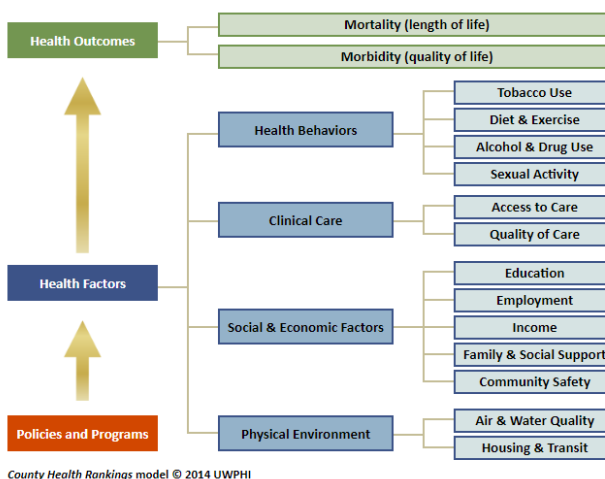 Health Outcomes
Mortality (length of life)
Morbidity (quality of life)
Health Factors
Health Behaviors
Tobacco Use
Diet & Exercise
Alcohol & Drug Use
Sexual Activity
Clinical Care
Access to Care
Quality of Care
Social & Economic Factors
Education
Employment
Income
Family & Social Support
Community Safety
Physical Environment
Air & Water Quality
Housing & Transit
Policies and Programs
County Health Rankings model © 2014 UWPHI